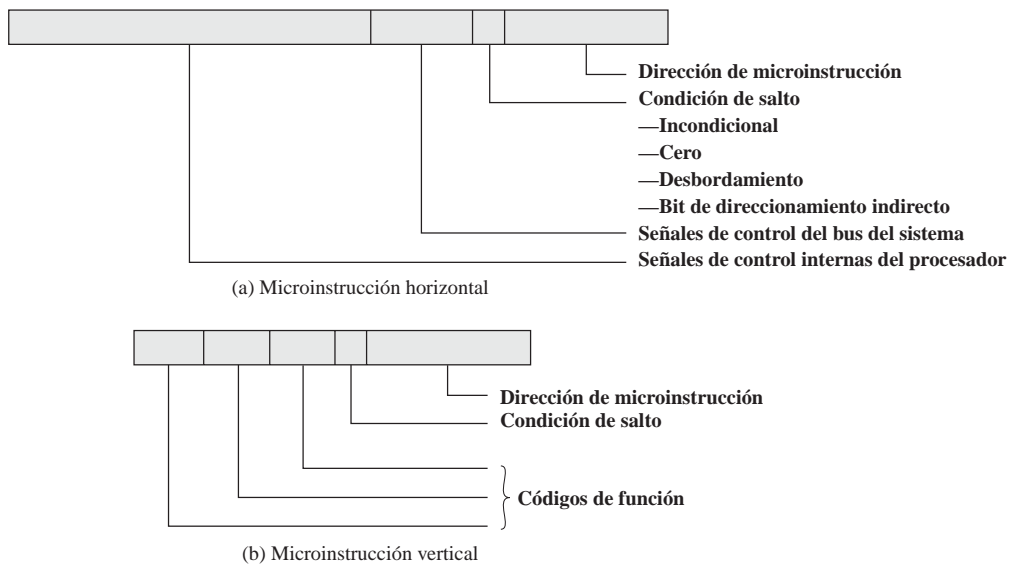 Dirección de microinstrucción
Condición de salto
—Incondicional
—Cero
—Desbordamiento
—Bit de direccionamiento indirecto
Señales de control del bus del sistema
Señales de control internas del procesador
(a) Microinstrucción horizontal
Dirección de microinstrucción
Condición de salto
Códigos de función
(b) Microinstrucción vertical